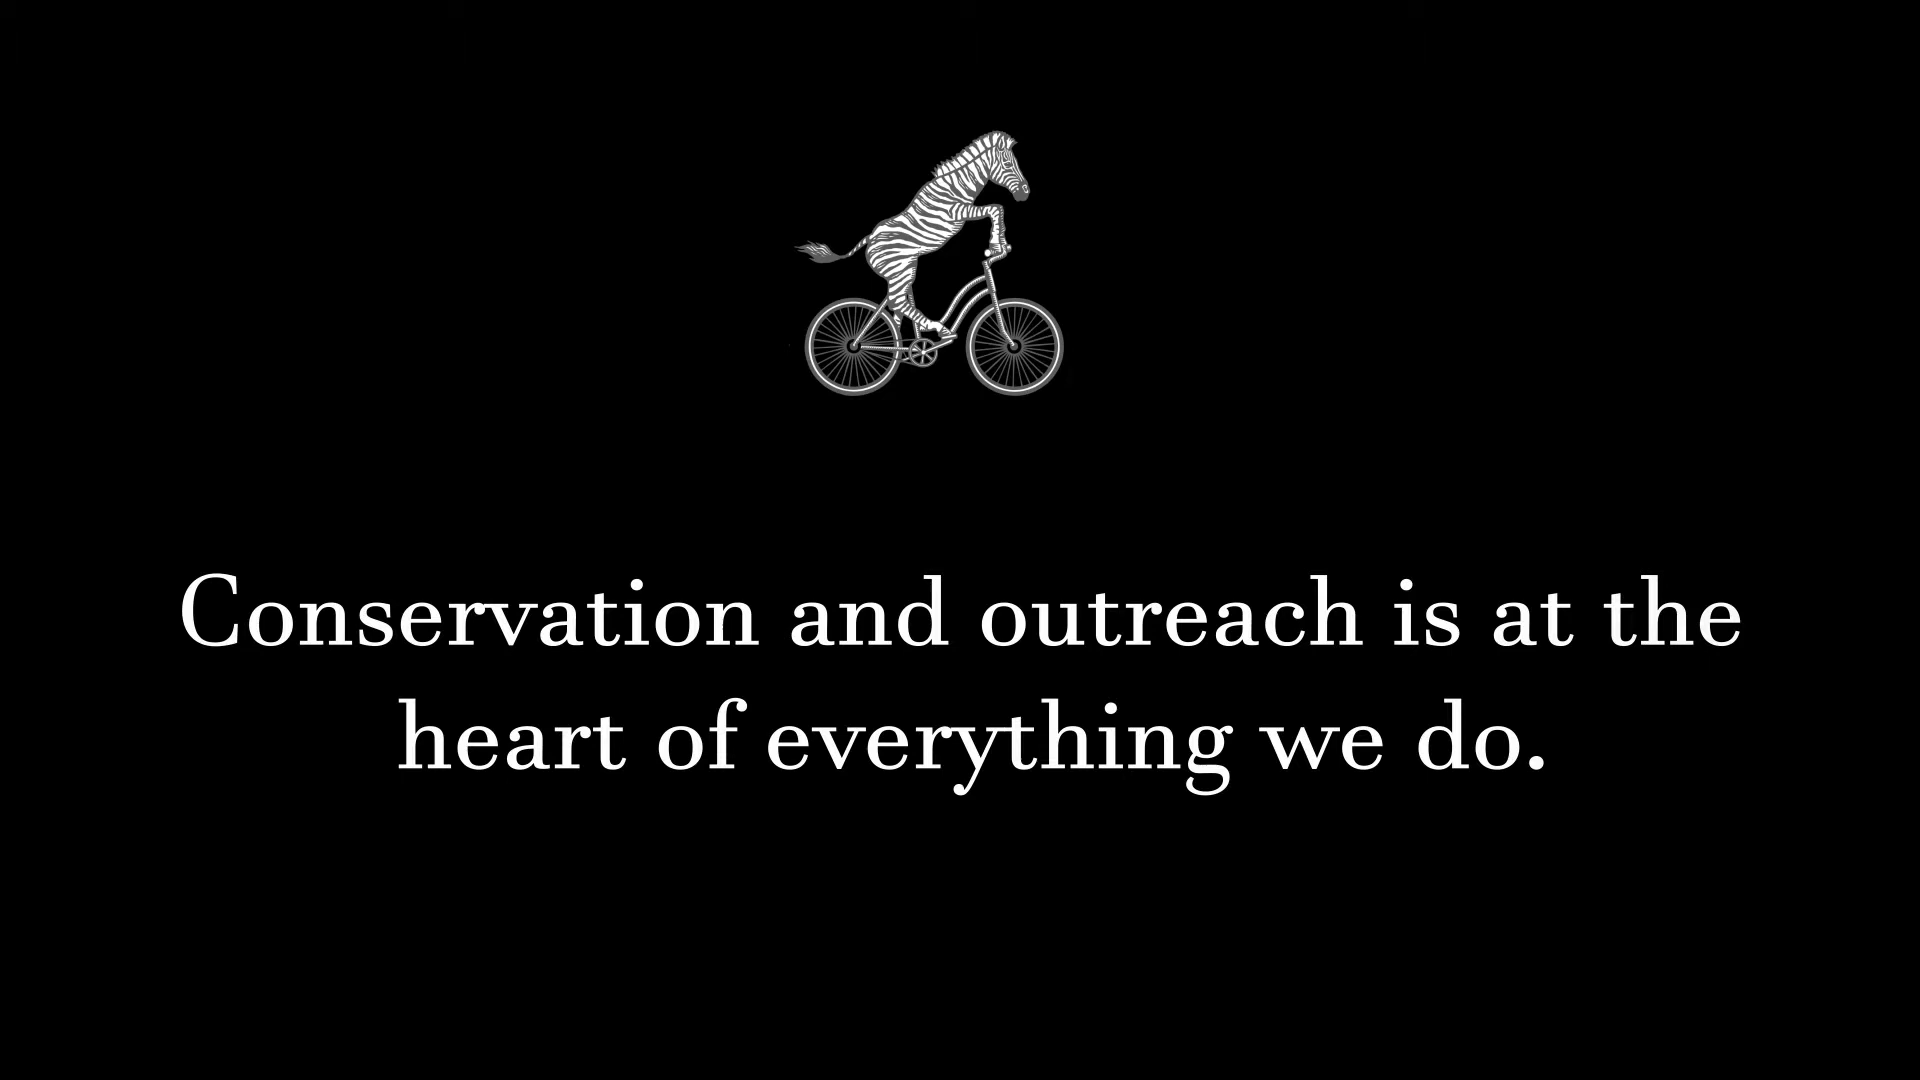 Conservation and outreach is at the
heart of everything we do.